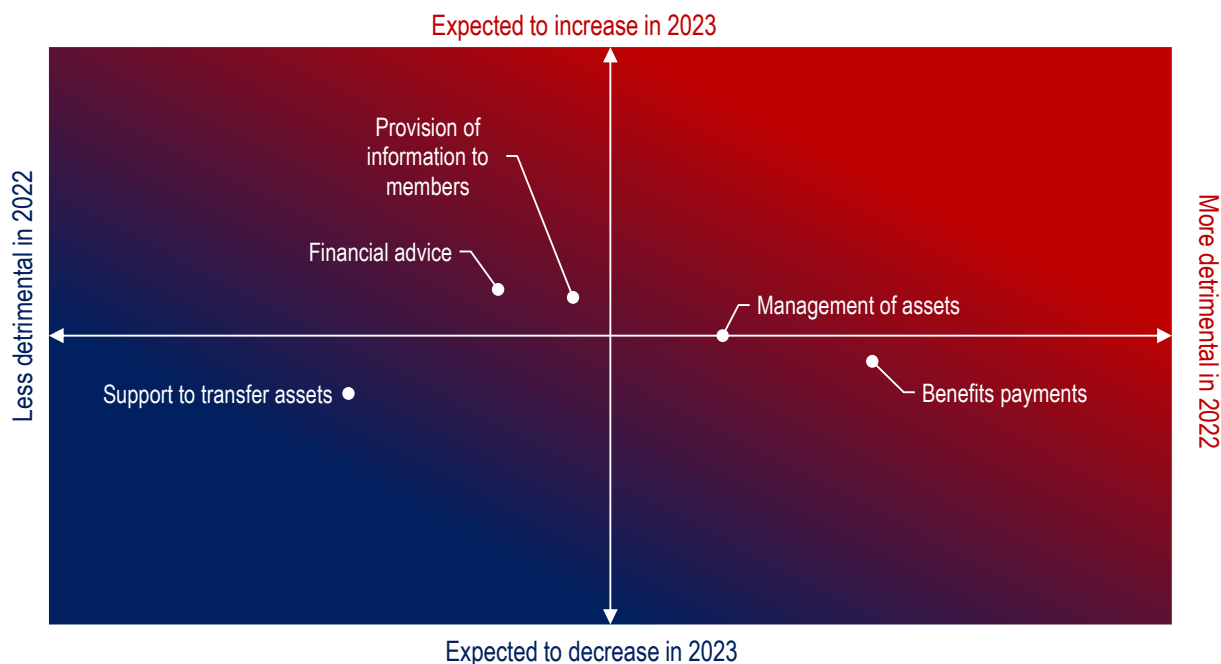 Expected to increase in 2023
Provision of
information to
members
Financial advice
Management of assets
Less detrimental in 2022
More detrimental in 2022
Support to transfer assets
Benefits payments
Expected to decrease in 2023